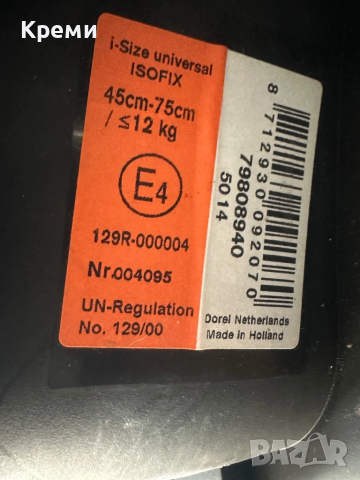 Креми
i-Size universal
ISOFIX
45cm-75cm
/ ≤12 kg
E4
129R-000004
Nr.004095
UN-Regulation
No. 129/00
8 712930 092070
79808940
5014
Dorel Netherlands
Made in Holland
BAZAR